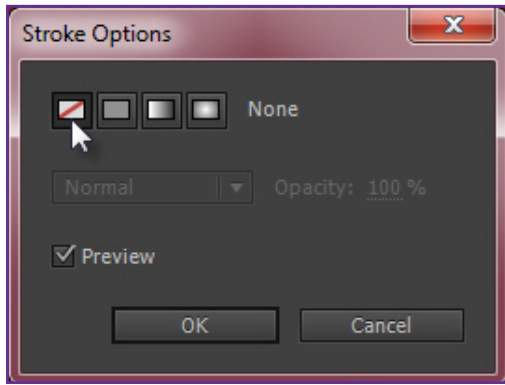 Stroke Options
None
Normal Opacity: 100 %
Preview
OK Cancel